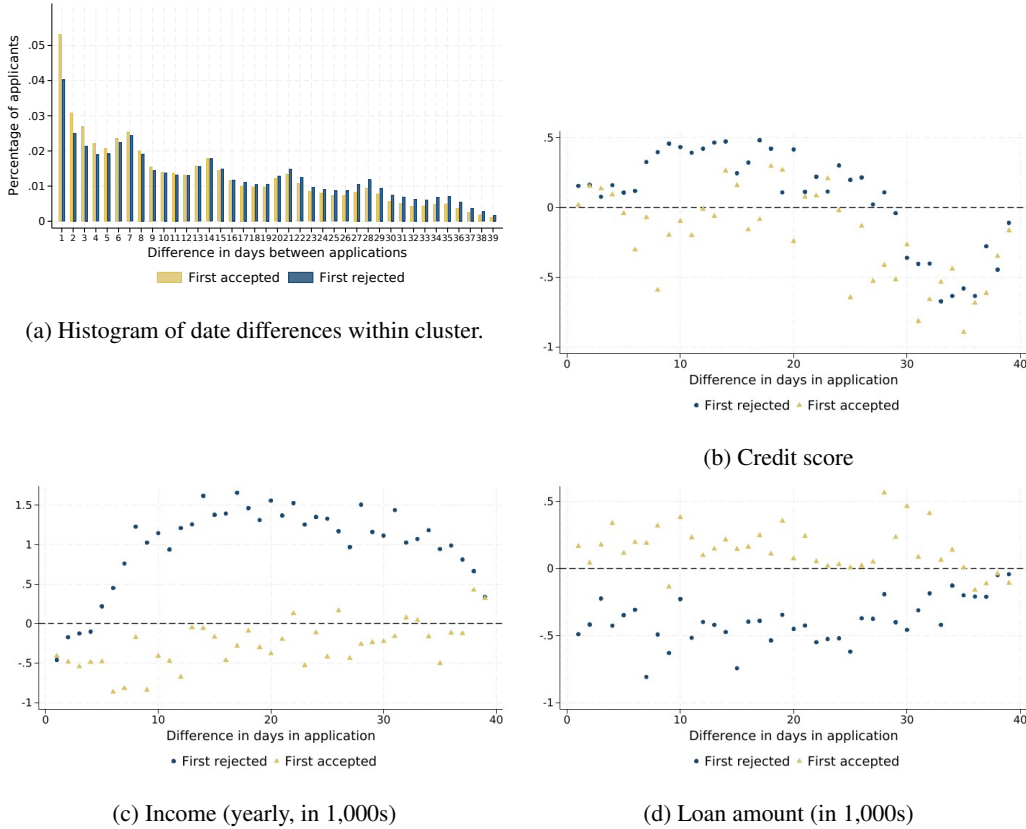 Percentage of applicants
.05
.04
.03
.02
.01
0
1 2 3 4 5 6 7 8 9 10 11 12 13 14 15 16 17 18 19 20 21 22 23 24 25 26 27 28 29 30 31 32 33 34 35 36 37 38 39
Difference in days between applications
First accepted First rejected
(a) Histogram of date differences within cluster.
.5
0
-.5
-1
0 10 20 30 40
Difference in days in application
First rejected First accepted
(b) Credit score
1.5
1
.5
0
-.5
-1
0 10 20 30 40
Difference in days in application
First rejected First accepted
(c) Income (yearly, in 1,000s)
1
.5
0
-.5
-1
0 10 20 30 40
Difference in days in application
First rejected First accepted
(d) Loan amount (in 1,000s)